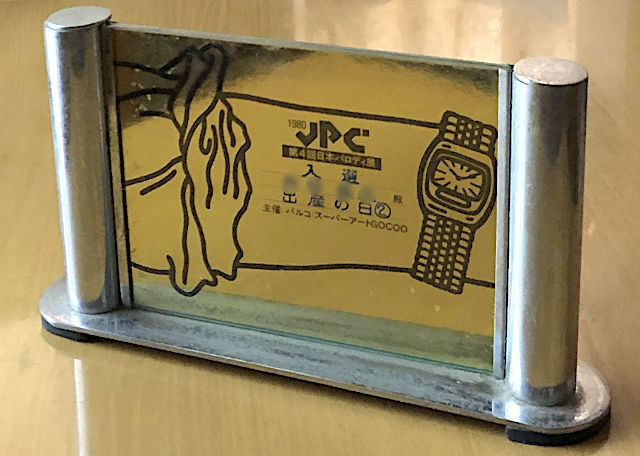 1980
JPC
第4回日本パロディ展
入選
殿
出産の日②
主催 パルコ スーパーアートGOCOO